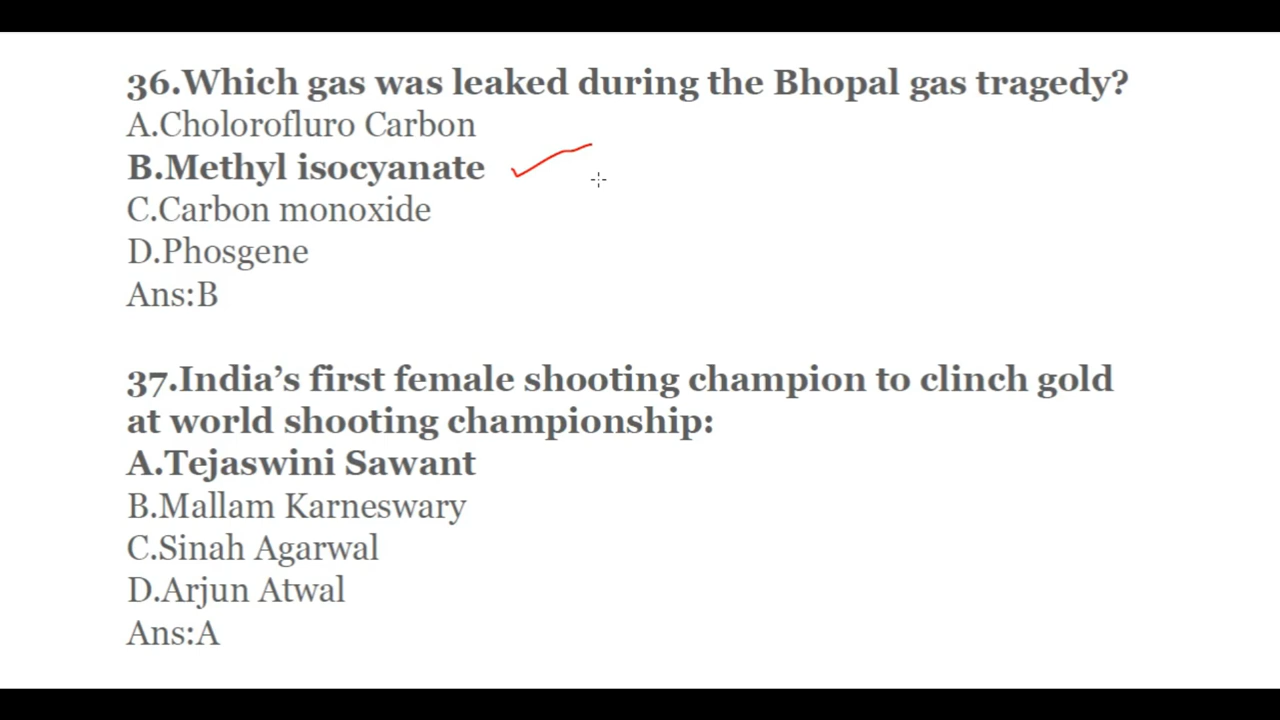 36.Which gas was leaked during the Bhopal gas tragedy?
A.Cholorofluro Carbon
B.Methyl isocyanate
C.Carbon monoxide
D.Phosgene
Ans:B
37.India’s first female shooting champion to clinch gold
at world shooting championship:
A.Tejaswini Sawant
B.Mallam Karneswary
C.Sinah Agarwal
D.Arjun Atwal
Ans:A